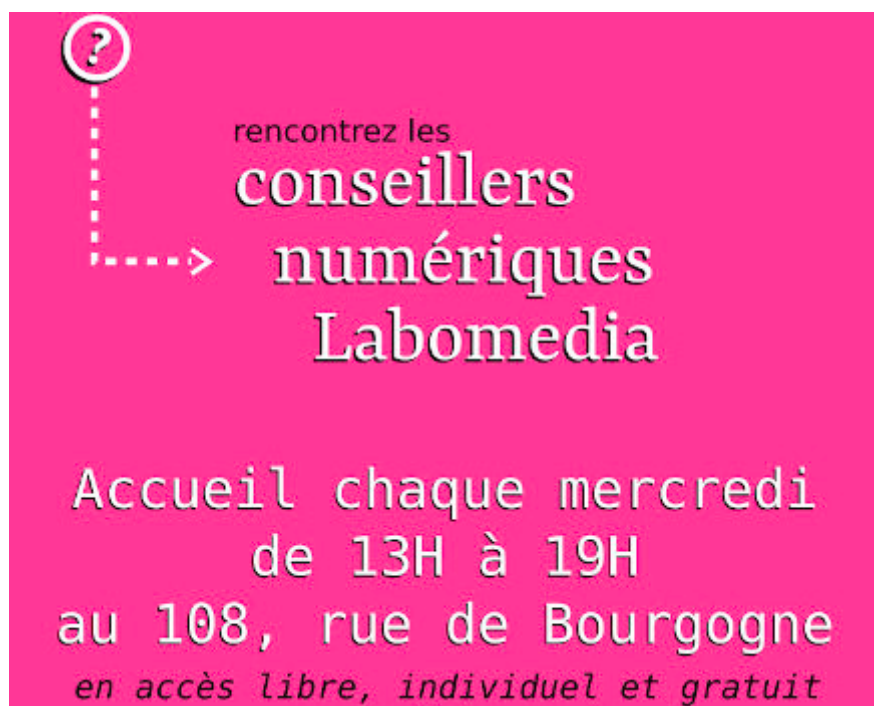 ?
rencontrez les
conseillers
numériques
Labomedia
Accueil chaque mercredi
de 13H à 19H
au 108, rue de Bourgogne
en accès libre, individuel et gratuit